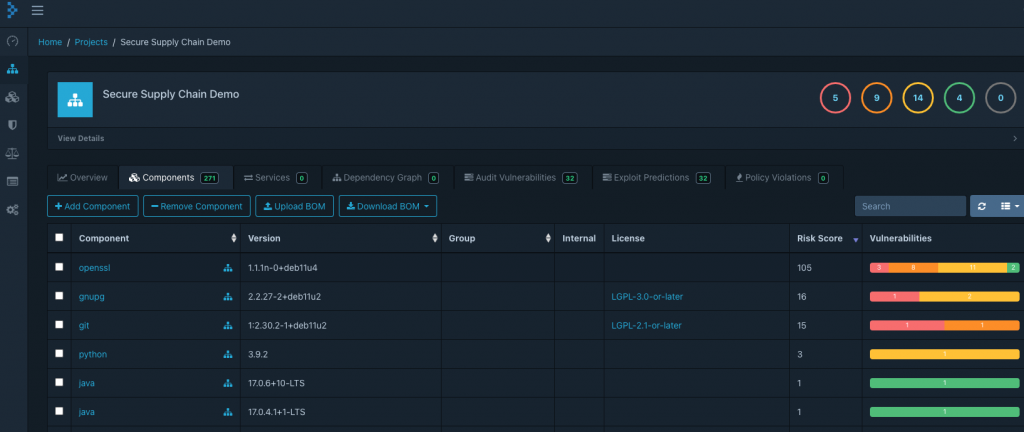 Home / Projects / Secure Supply Chain Demo
Secure Supply Chain Demo
5 9 14 4 0
View Details
Overview Components 271 Services 0 Dependency Graph 0 Audit Vulnerabilities 32 Exploit Predictions 32 Policy Violations 0
+ Add Component − Remove Component Upload BOM Download BOM Search
Component Version Group Internal License Risk Score Vulnerabilities
openssl 1.1.1n-0+deb11u4 105 3 8 11 2
gnupg 2.2.27-2+deb11u2 LGPL-3.0-or-later 16 1 2
git 1:2.30.2-1+deb11u2 LGPL-2.1-or-later 15 1 1
python 3.9.2 3 1
java 17.0.6+10-LTS 1 1
java 17.0.4.1+1-LTS 1 1